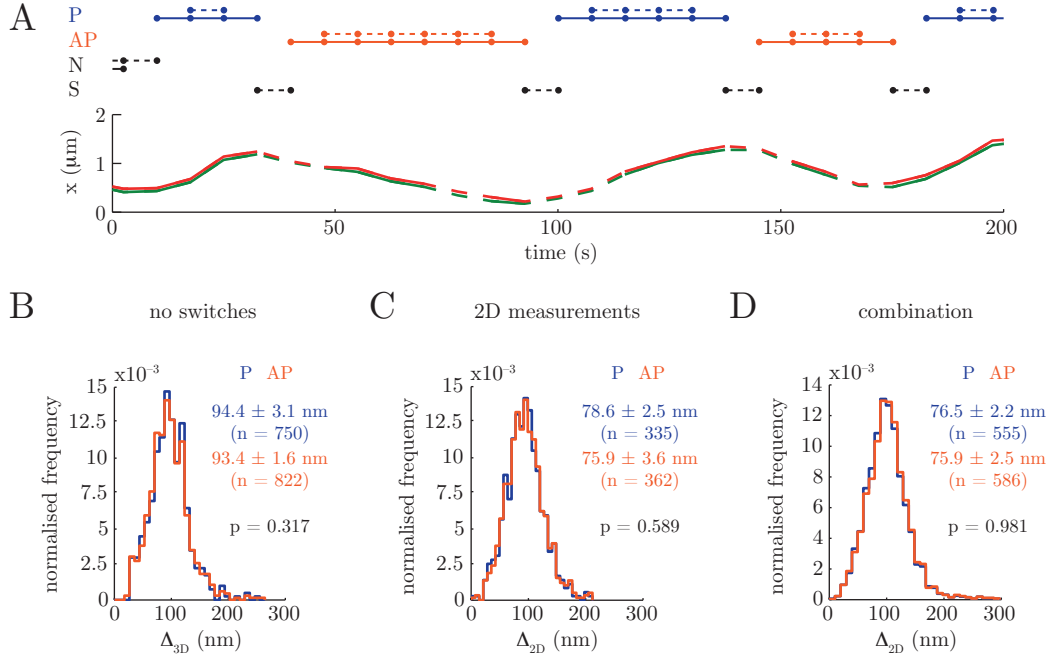 A
P
AP
N
S
2
1
0
x (μm)
0 50 100 150 200
time (s)
B no switches
x10⁻³
15
12.5
10
7.5
5
2.5
0
normalised frequency
P AP
94.4 ± 3.1 nm
(n = 750)
93.4 ± 1.6 nm
(n = 822)
p = 0.317
0 100 200 300
Δ3D (nm)
C 2D measurements
x10⁻³
15
12.5
10
7.5
5
2.5
0
normalised frequency
P AP
78.6 ± 2.5 nm
(n = 335)
75.9 ± 3.6 nm
(n = 362)
p = 0.589
0 100 200 300
Δ2D (nm)
D combination
x10⁻³
14
12
10
8
6
4
2
0
normalised frequency
P AP
76.5 ± 2.2 nm
(n = 555)
75.9 ± 2.5 nm
(n = 586)
p = 0.981
0 100 200 300
Δ2D (nm)